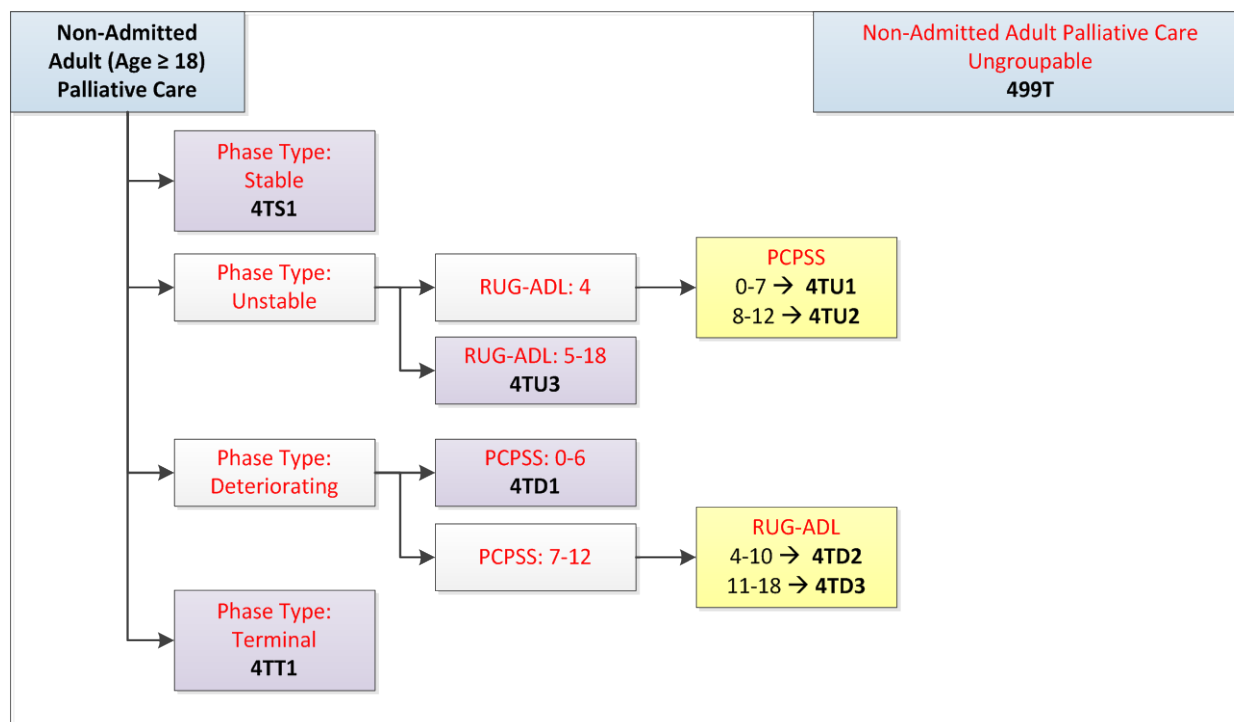 Non-Admitted
Adult (Age ≥ 18)
Palliative Care
Non-Admitted Adult Palliative Care
Ungroupable
499T
Phase Type:
Stable
4TS1
Phase Type:
Unstable
RUG-ADL: 4
PCPSS
0-7 → 4TU1
8-12 → 4TU2
RUG-ADL: 5-18
4TU3
Phase Type:
Deteriorating
PCPSS: 0-6
4TD1
PCPSS: 7-12
RUG-ADL
4-10 → 4TD2
11-18 → 4TD3
Phase Type:
Terminal
4TT1